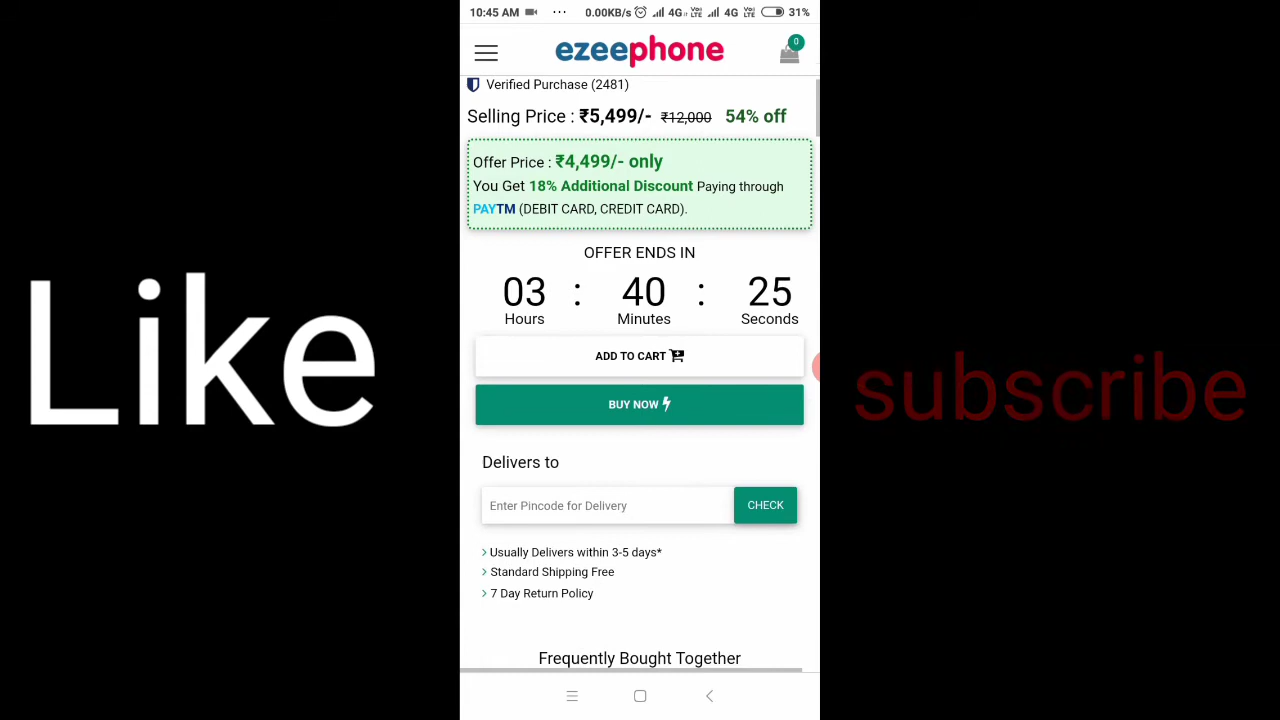 10:45 AM ... 0.00KB/s 4G Vo) LTE 4G Vo) LTE 31%
ezeephone 0
Verified Purchase (2481)
Selling Price : ₹5,499/- ₹12,000 54% off
Offer Price : ₹4,499/- only
You Get 18% Additional Discount Paying through
PAYTM (DEBIT CARD, CREDIT CARD).
OFFER ENDS IN
03 : 40 : 25
Hours Minutes Seconds
ADD TO CART
BUY NOW
Delivers to
Enter Pincode for Delivery CHECK
Usually Delivers within 3-5 days*
Standard Shipping Free
7 Day Return Policy
Frequently Bought Together
Like
subscribe